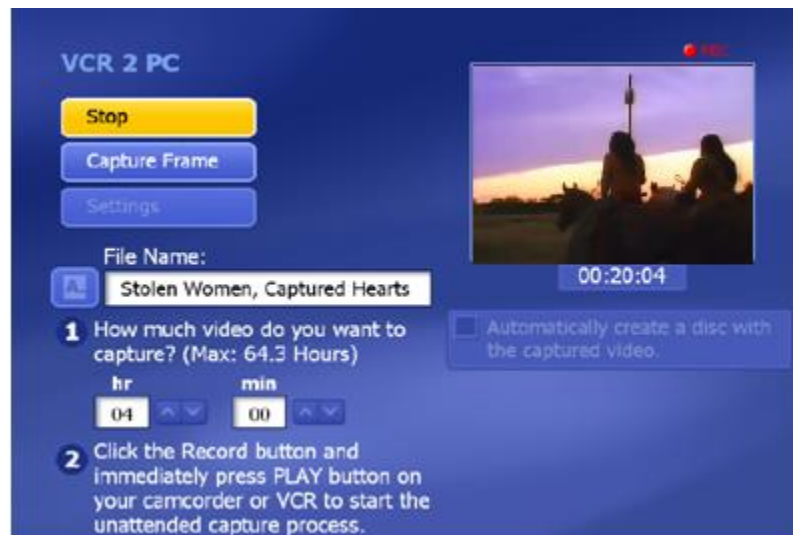 VCR 2 PC
REC
Stop
Capture Frame
Settings
File Name:
Stolen Women, Captured Hearts
00:20:04
1 How much video do you want to
capture? (Max: 64.3 Hours)
hr min
04 00
Automatically create a disc with
the captured video.
2 Click the Record button and
immediately press PLAY button on
your camcorder or VCR to start the
unattended capture process.